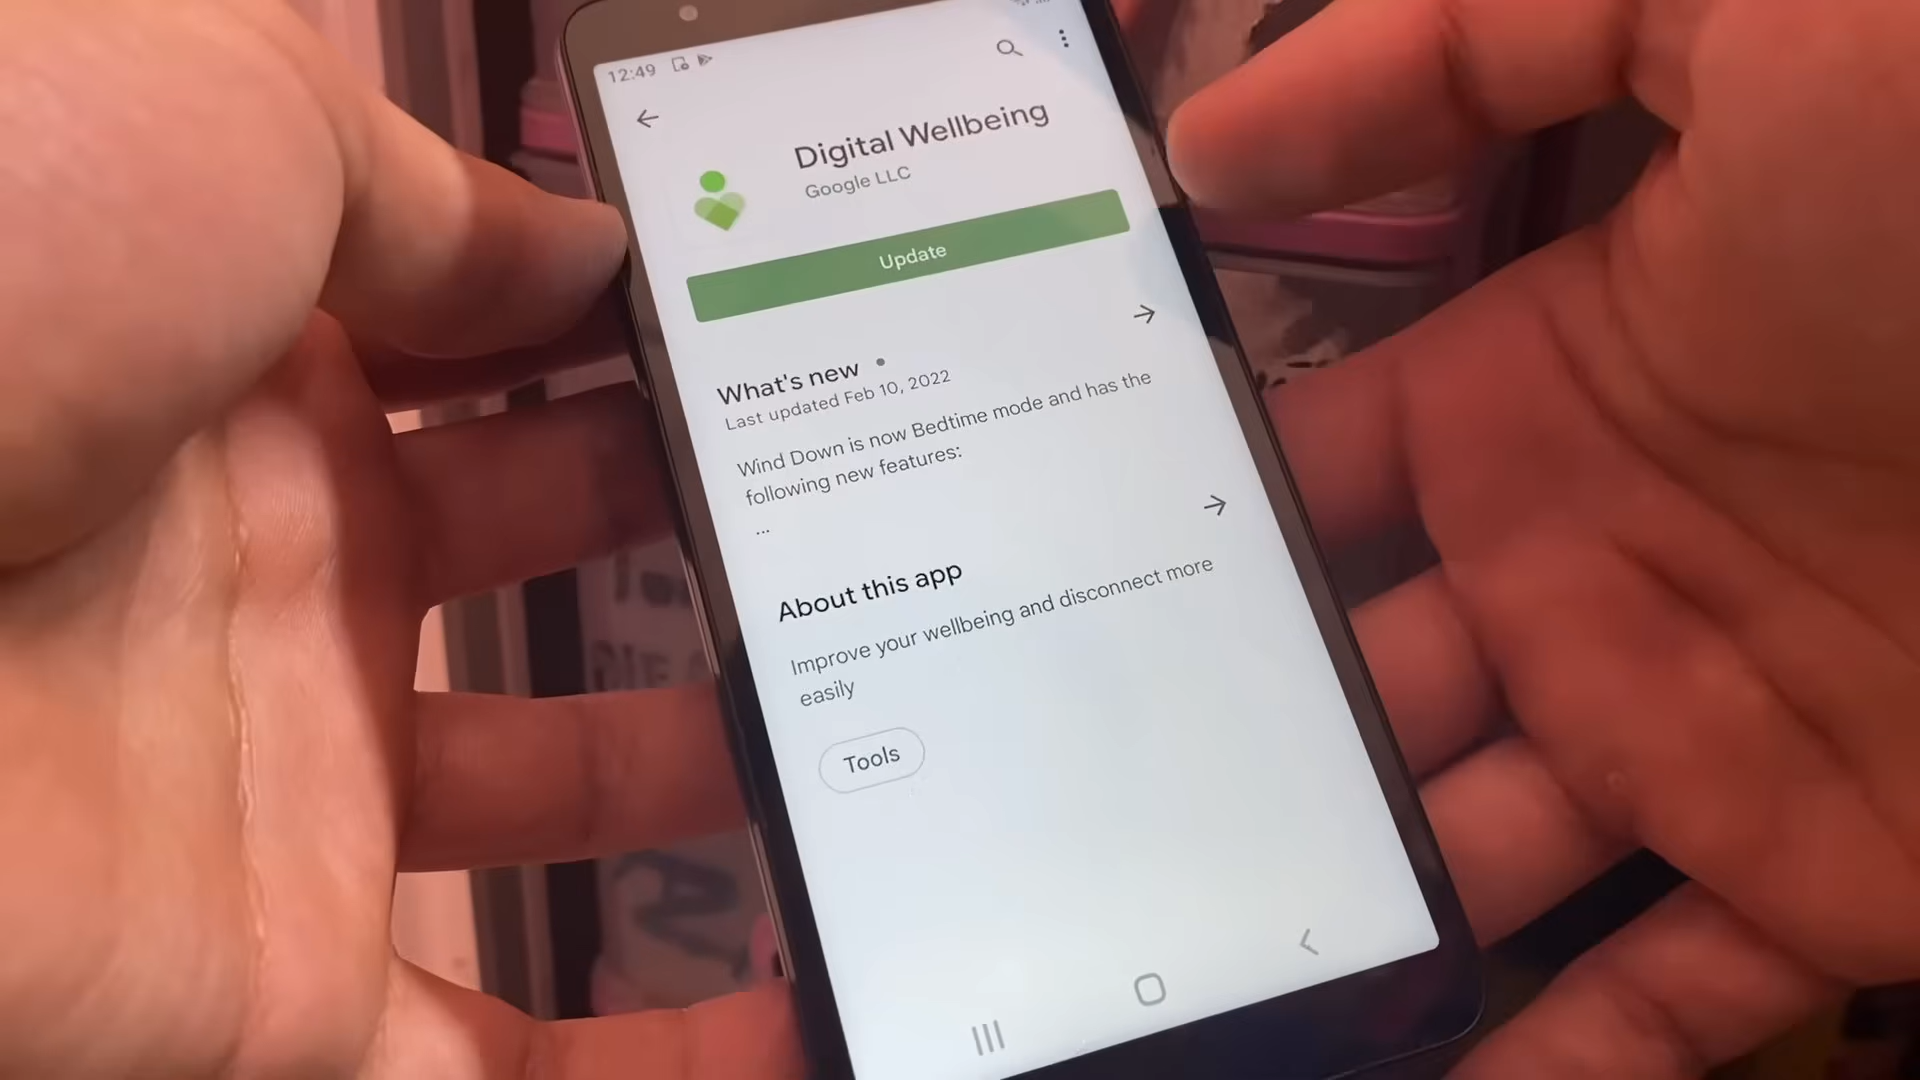 12:49
Digital Wellbeing
Google LLC
Update
What's new
Last updated Feb 10, 2022
Wind Down is now Bedtime mode and has the
following new features:
...
About this app
Improve your wellbeing and disconnect more
easily
Tools